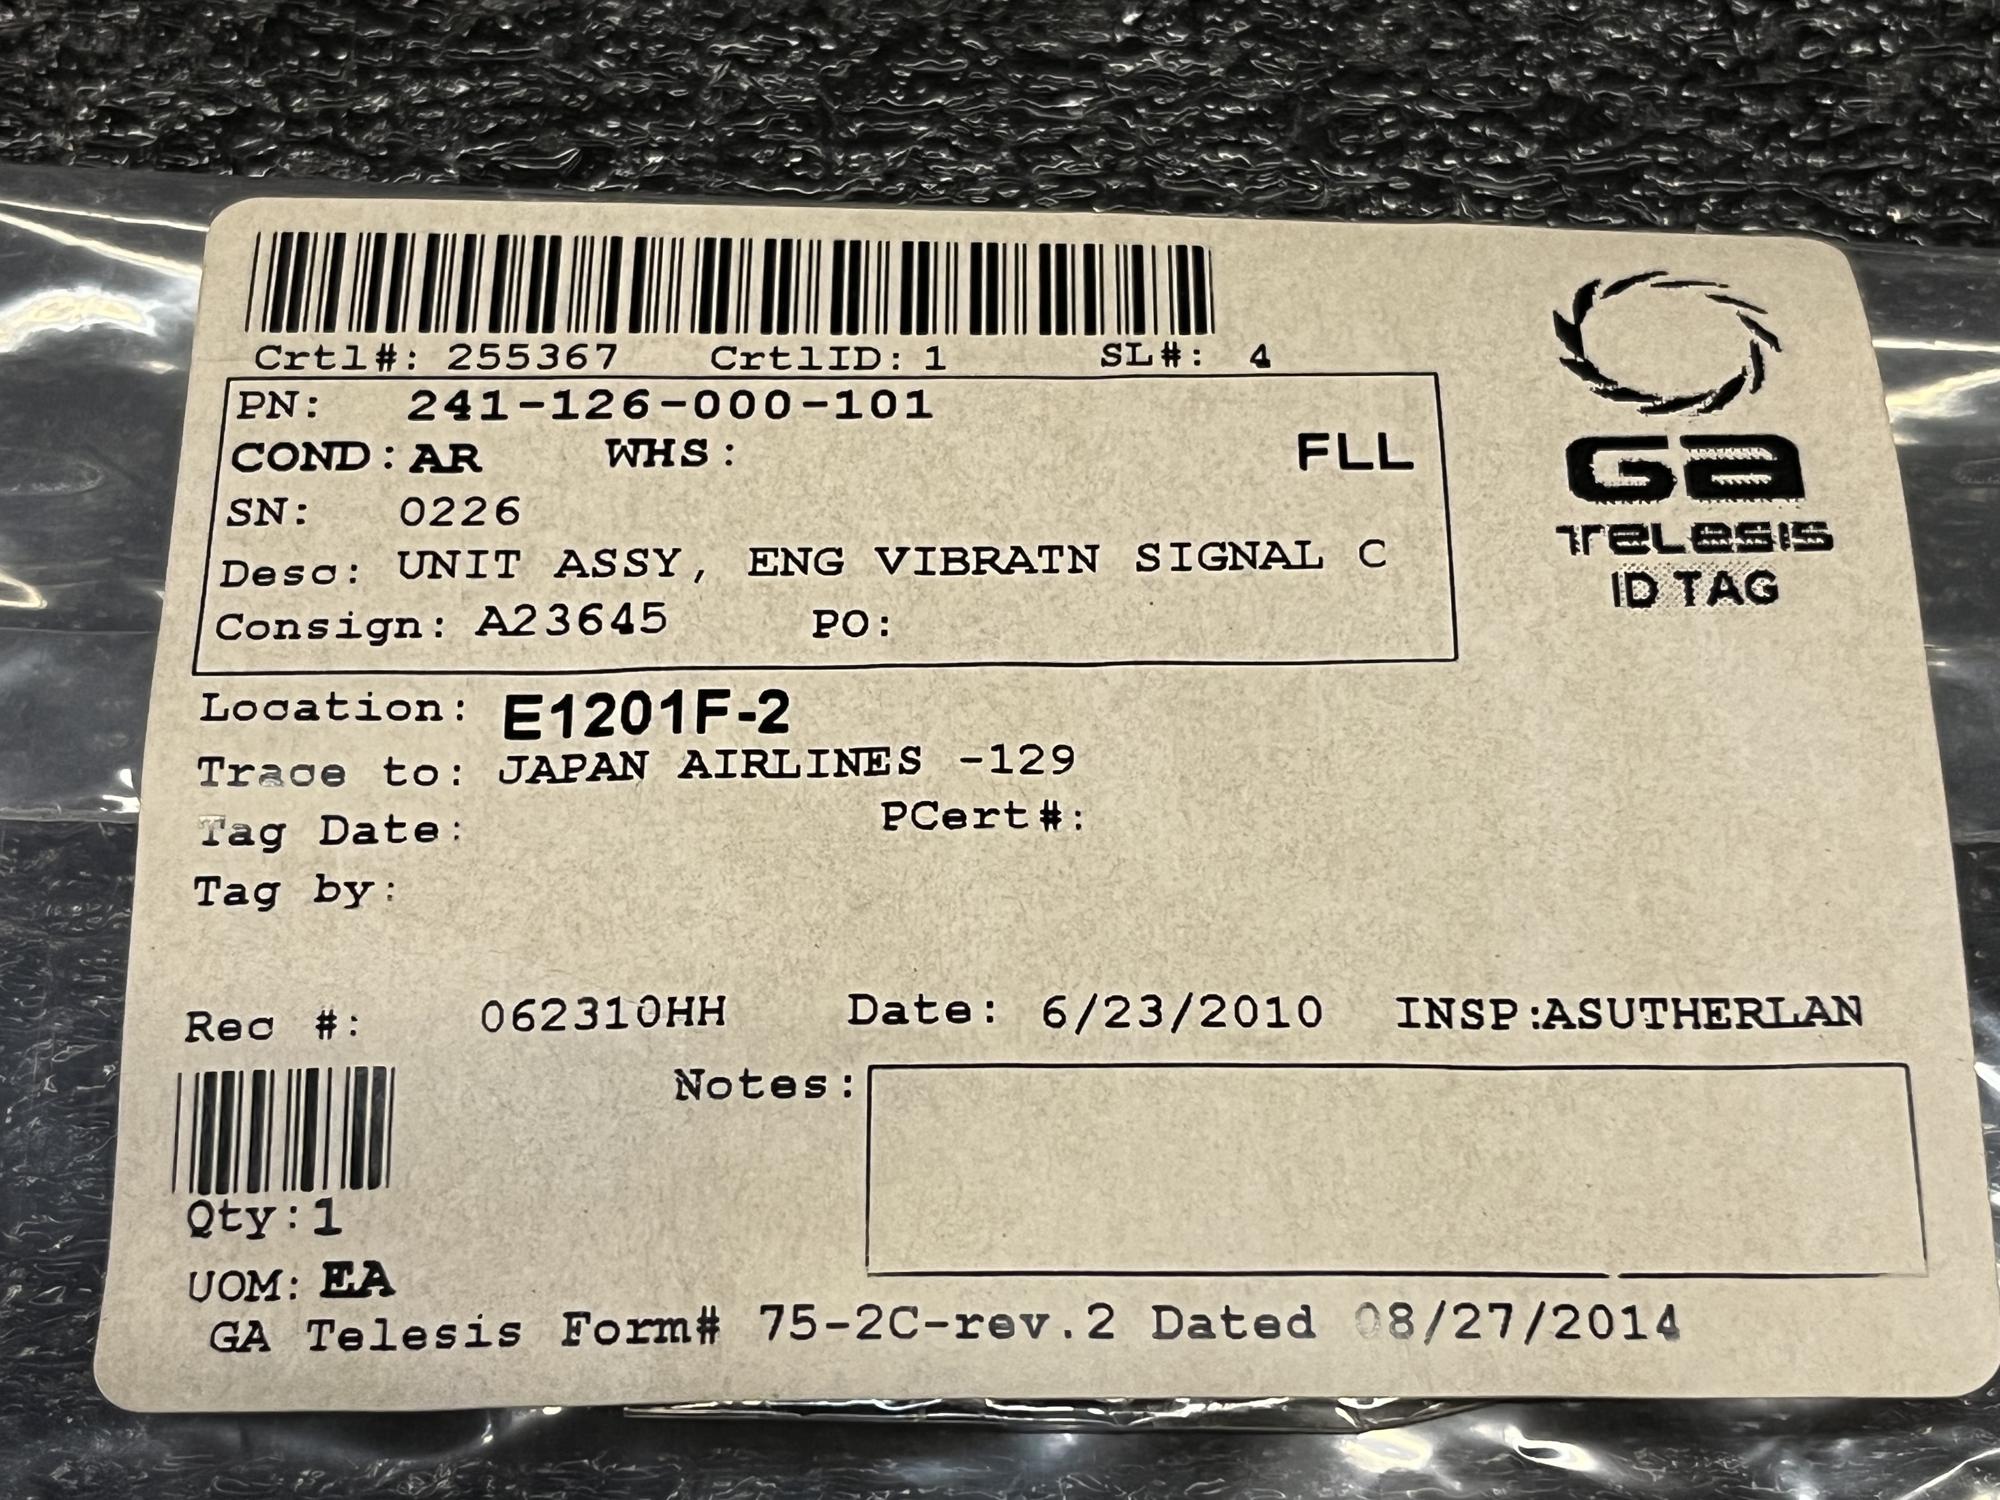 Crtl#: 255367 CrtlID: 1 SL#: 4
PN: 241-126-000-101
COND: AR WHS: FLL
SN: 0226
Desc: UNIT ASSY, ENG VIBRATN SIGNAL C
Consign: A23645 PO:
GA
TELESIS
ID TAG
Location: E1201F-2
Trace to: JAPAN AIRLINES -129
Tag Date: PCert#:
Tag by:
Rec #: 062310HH Date: 6/23/2010 INSP:ASUTHERLAN
Notes:
Qty: 1
UOM: EA
GA Telesis Form# 75-2C-rev.2 Dated 08/27/2014